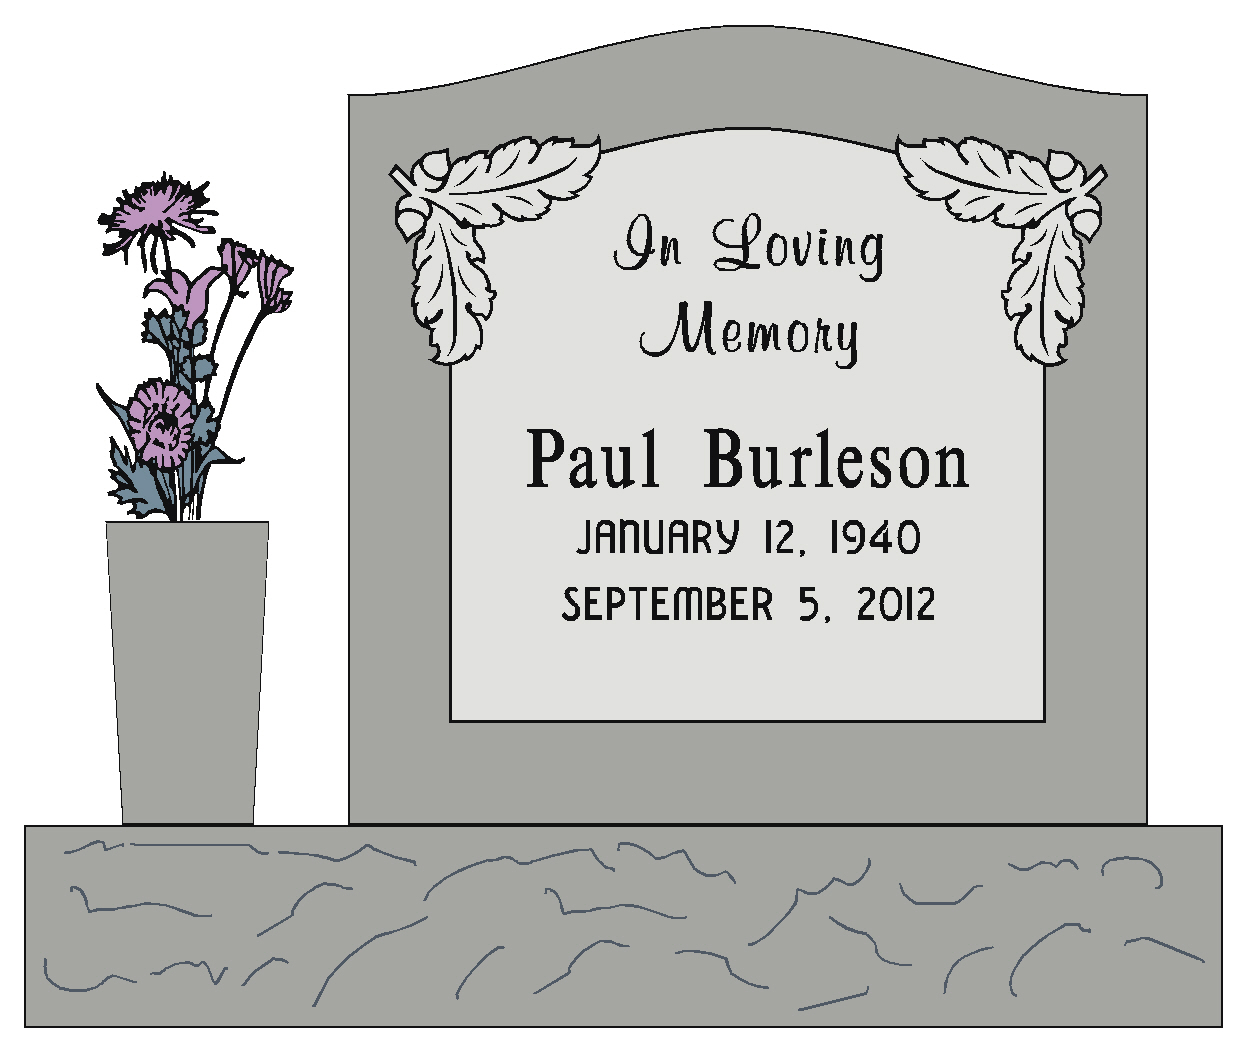 In Loving
Memory
Paul Burleson
JANUARY 12, 1940
SEPTEMBER 5, 2012